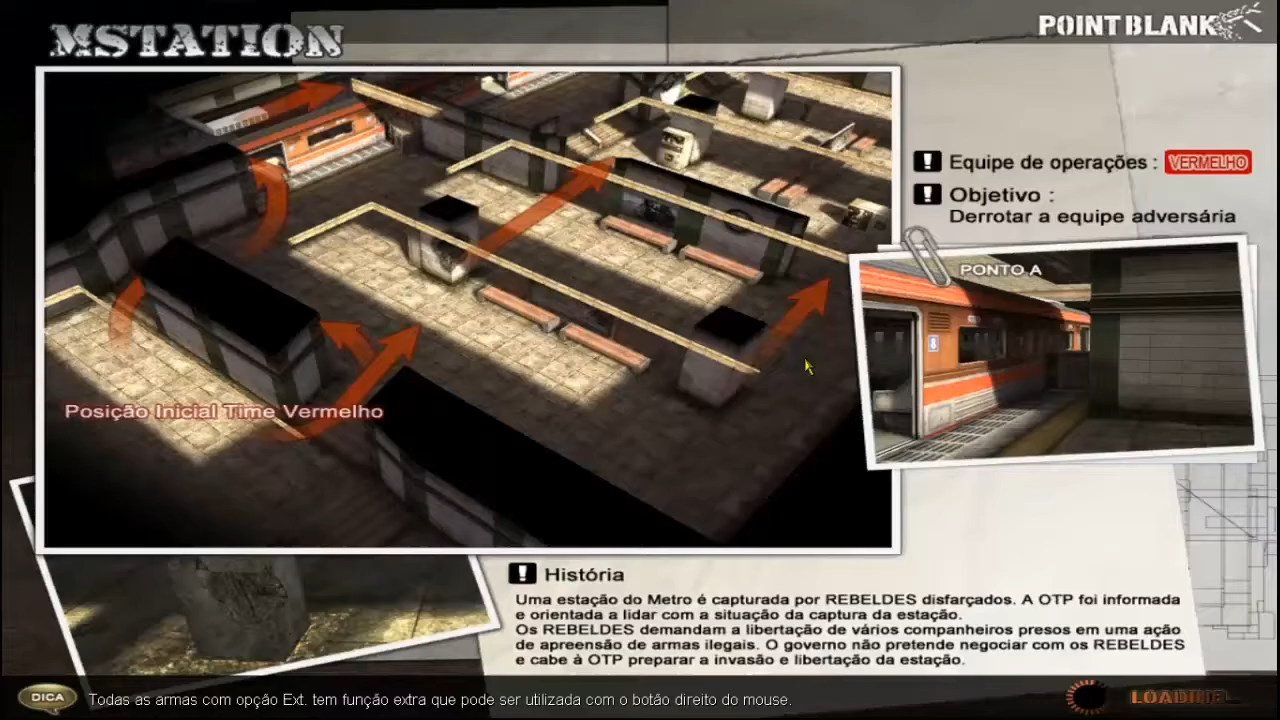 MSTATION
POINT BLANK
Equipe de operações : VERMELHO
Objetivo :
Derrotar a equipe adversária
PONTO A
8
Posição Inicial Time Vermelho
História
Uma estação do Metro é capturada por REBELDES disfarçados. A OTP foi informada
e orientada a lidar com a situação da captura da estação.
Os REBELDES demandam a libertação de vários companheiros presos em uma ação
de apreensão de armas ilegais. O governo não pretende negociar com os REBELDES
e cabe à OTP preparar a invasão e libertação da estação.
DICA Todas as armas com opção Ext. tem função extra que pode ser utilizada com o botão direito do mouse.
LOADING...